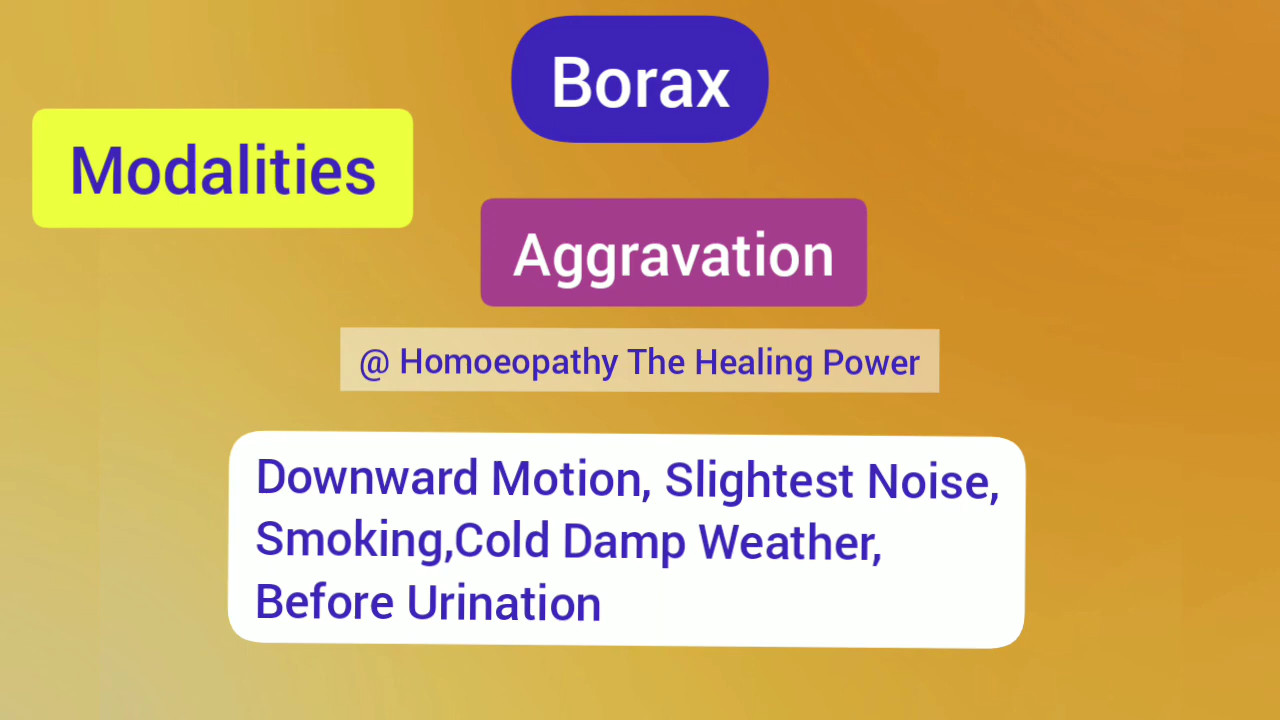 Borax
Modalities
Aggravation
@ Homoeopathy The Healing Power
Downward Motion, Slightest Noise,
Smoking,Cold Damp Weather,
Before Urination